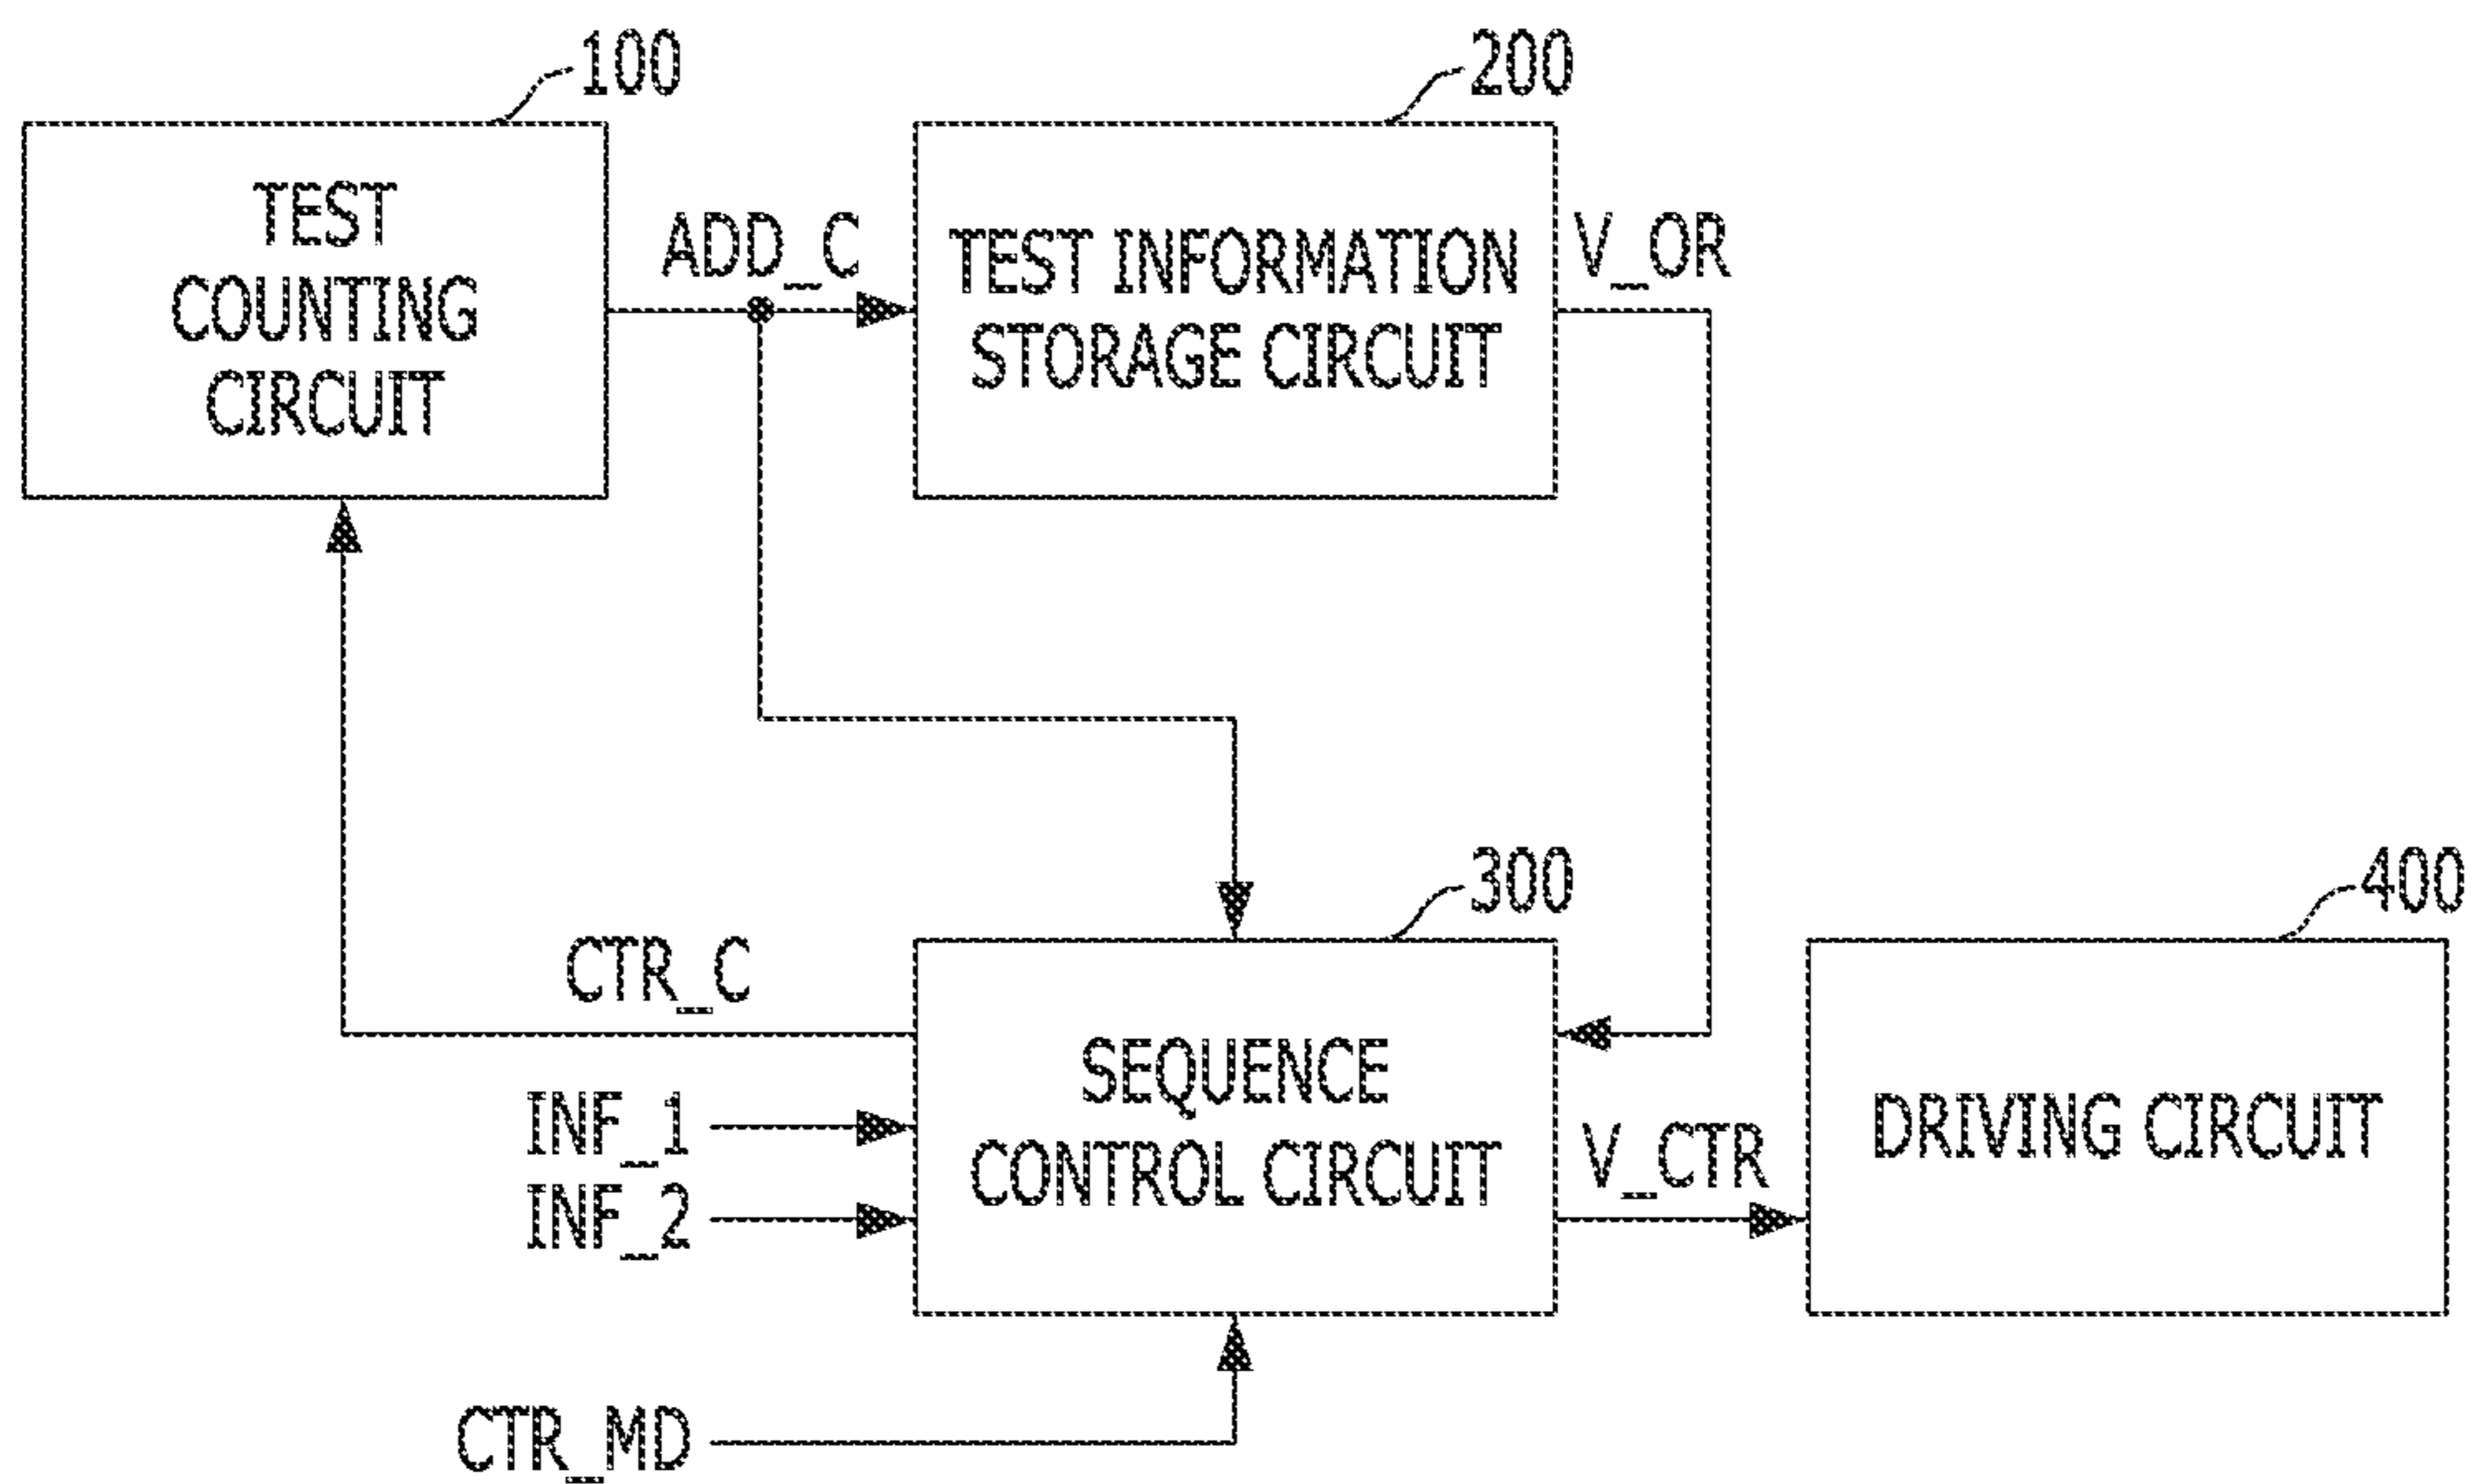 100
200
TEST
COUNTING
CIRCUIT
ADD_C
TEST INFORMATION
STORAGE CIRCUIT
V_OR
300
400
CTR_C
SEQUENCE
CONTROL CIRCUIT
INF_1
INF_2
V_CTR
DRIVING CIRCUIT
CTR_MD